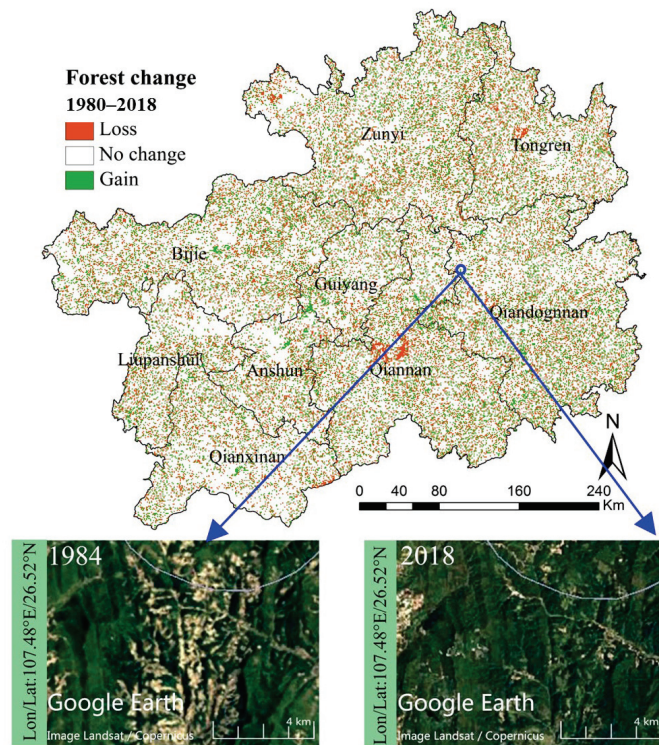 Forest change
1980–2018
Loss
No change
Gain
Zunyi
Tongren
Bijie
Guiyang
Qiandognnan
Liupanshui
Anshun
Qiannan
Qianxinan
N
0 40 80 160 240
Km
Lon/Lat:107.48°E/26.52°N
1984
Google Earth
Image Landsat / Copernicus
4 km
Lon/Lat:107.48°E/26.52°N
2018
Google Earth
Image Landsat / Copernicus
4 km